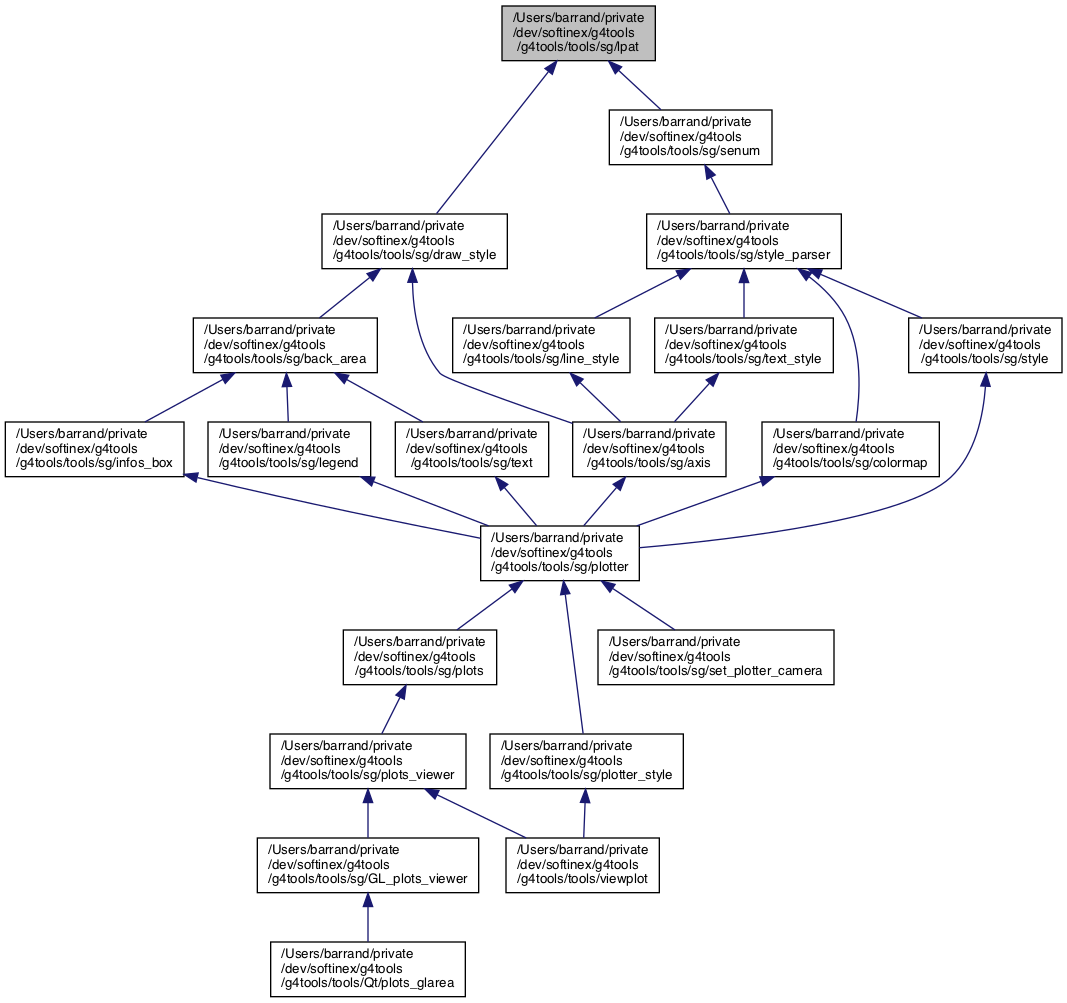 /Users/barrand/private
/dev/softinex/g4tools
/g4tools/tools/sg/lpat
/Users/barrand/private
/dev/softinex/g4tools
/g4tools/tools/sg/senum
/Users/barrand/private
/dev/softinex/g4tools
/g4tools/tools/sg/draw_style
/Users/barrand/private
/dev/softinex/g4tools
/g4tools/tools/sg/style_parser
/Users/barrand/private
/dev/softinex/g4tools
/g4tools/tools/sg/back_area
/Users/barrand/private
/dev/softinex/g4tools
/g4tools/tools/sg/line_style
/Users/barrand/private
/dev/softinex/g4tools
/g4tools/tools/sg/text_style
/Users/barrand/private
/dev/softinex/g4tools
/g4tools/tools/sg/style
/Users/barrand/private
/dev/softinex/g4tools
/g4tools/tools/sg/infos_box
/Users/barrand/private
/dev/softinex/g4tools
/g4tools/tools/sg/legend
/Users/barrand/private
/dev/softinex/g4tools
/g4tools/tools/sg/text
/Users/barrand/private
/dev/softinex/g4tools
/g4tools/tools/sg/axis
/Users/barrand/private
/dev/softinex/g4tools
/g4tools/tools/sg/colormap
/Users/barrand/private
/dev/softinex/g4tools
/g4tools/tools/sg/plotter
/Users/barrand/private
/dev/softinex/g4tools
/g4tools/tools/sg/plots
/Users/barrand/private
/dev/softinex/g4tools
/g4tools/tools/sg/set_plotter_camera
/Users/barrand/private
/dev/softinex/g4tools
/g4tools/tools/sg/plots_viewer
/Users/barrand/private
/dev/softinex/g4tools
/g4tools/tools/sg/plotter_style
/Users/barrand/private
/dev/softinex/g4tools
/g4tools/tools/sg/GL_plots_viewer
/Users/barrand/private
/dev/softinex/g4tools
/g4tools/tools/viewplot
/Users/barrand/private
/dev/softinex/g4tools
/g4tools/tools/Qt/plots_glarea